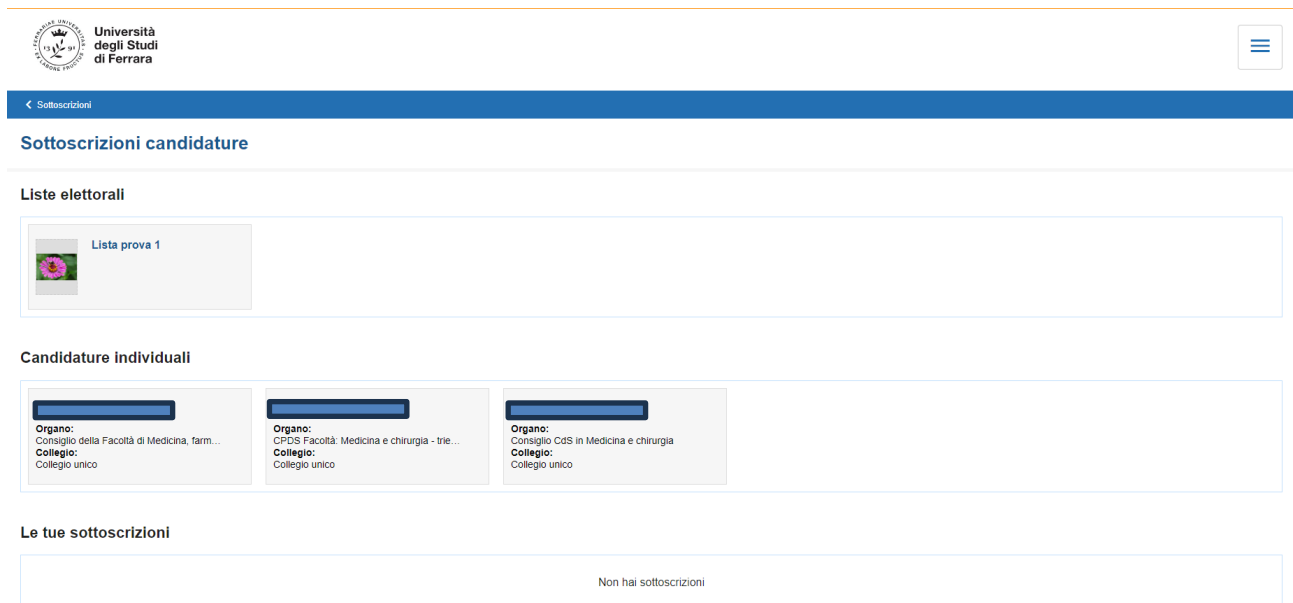 Università
degli Studi
di Ferrara
Sottoscrizioni
Sottoscrizioni candidature
Liste elettorali
Lista prova 1
Candidature individuali
Organo:
Consiglio della Facoltà di Medicina, farm...
Collegio:
Collegio unico
Organo:
CPDS Facoltà: Medicina e chirurgia - trie...
Collegio:
Collegio unico
Organo:
Consiglio CdS in Medicina e chirurgia
Collegio:
Collegio unico
Le tue sottoscrizioni
Non hai sottoscrizioni